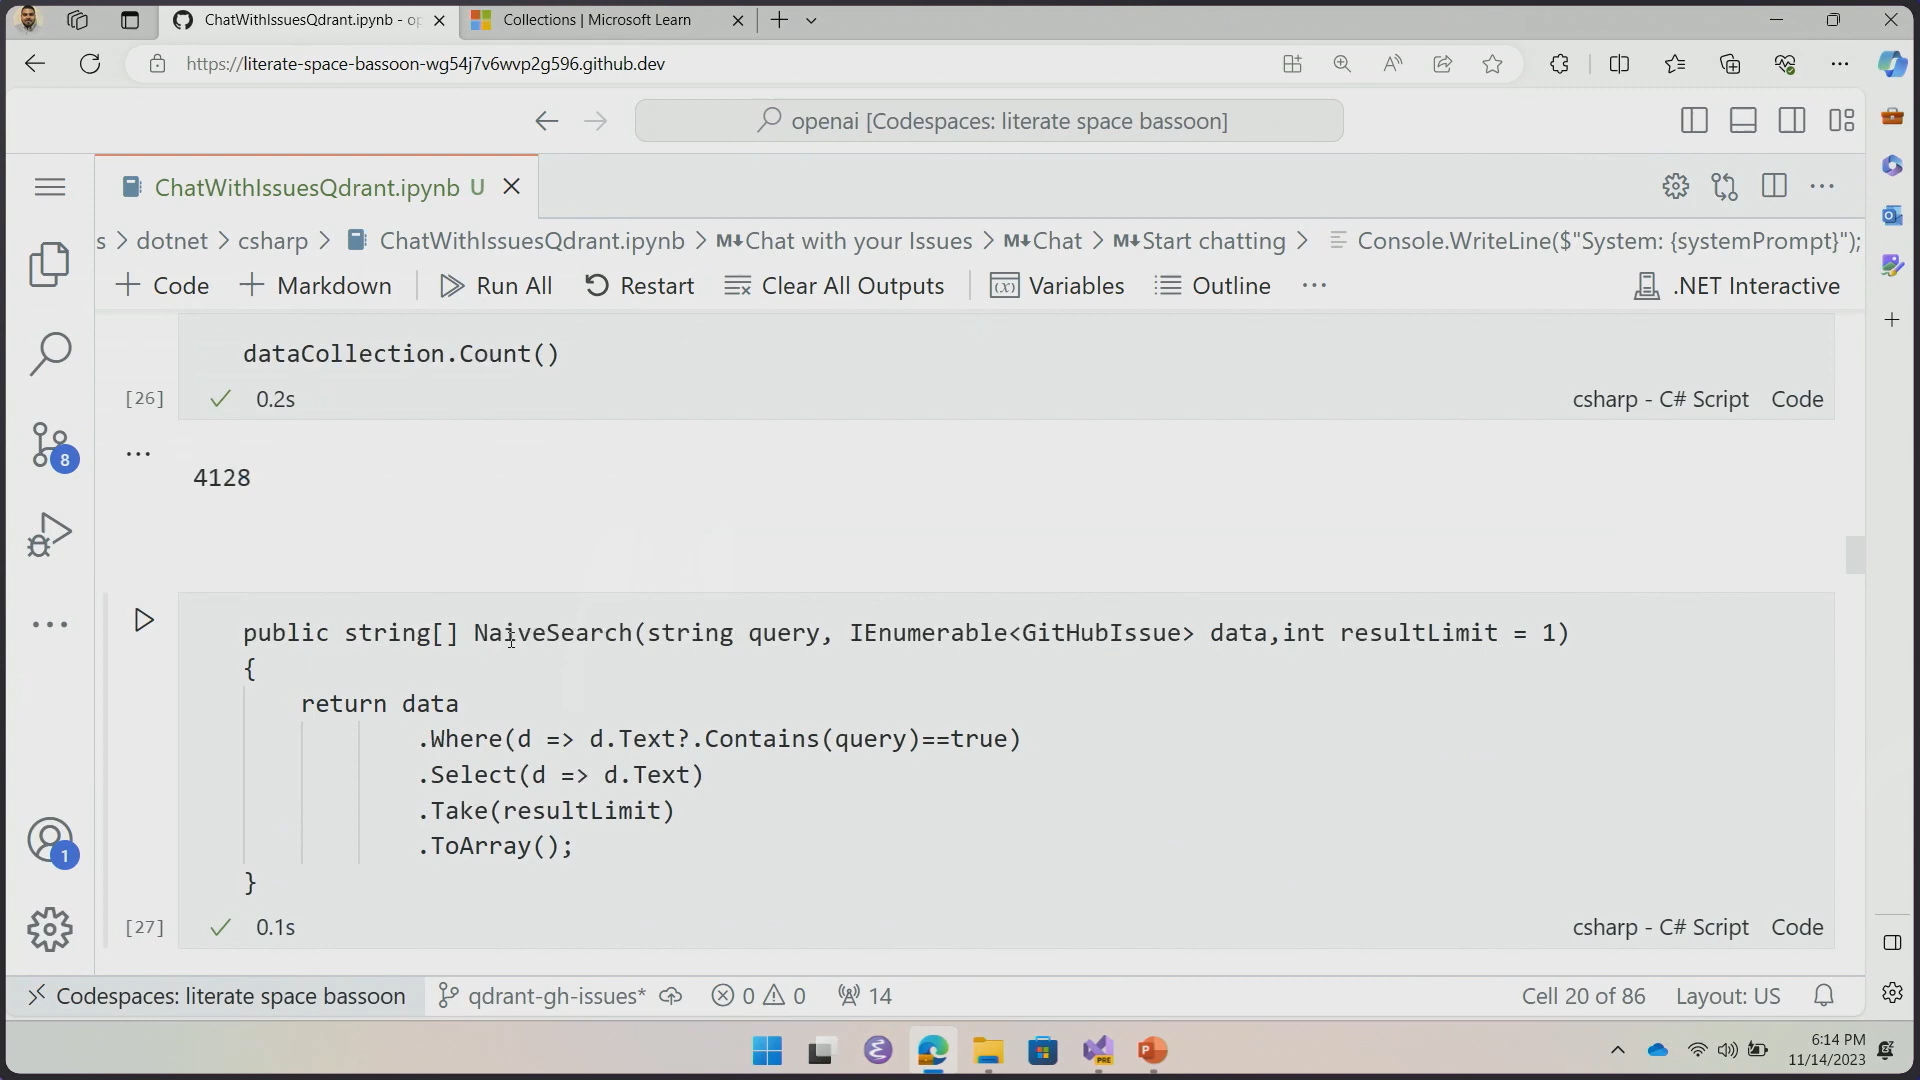 ChatWithIssuesQdrant.ipynb - op
Collections | Microsoft Learn
https://literate-space-bassoon-wg54j7v6wvp2g596.github.dev
openai [Codespaces: literate space bassoon]
ChatWithIssuesQdrant.ipynb U
s > dotnet > csharp > ChatWithIssuesQdrant.ipynb > M↓Chat with your Issues > M↓Chat > M↓Start chatting > Console.WriteLine($"System: {systemPrompt}");
Code Markdown Run All Restart Clear All Outputs Variables Outline ... .NET Interactive
dataCollection.Count()
[26] 0.2s csharp - C# Script Code
4128
public string[] NaiveSearch(string query, IEnumerable<GitHubIssue> data,int resultLimit = 1)
{
return data
.Where(d => d.Text?.Contains(query)==true)
.Select(d => d.Text)
.Take(resultLimit)
.ToArray();
}
[27] 0.1s csharp - C# Script Code
8
1
Codespaces: literate space bassoon qdrant-gh-issues* 0 0 14 Cell 20 of 86 Layout: US
PRE
P
6:14 PM
11/14/2023